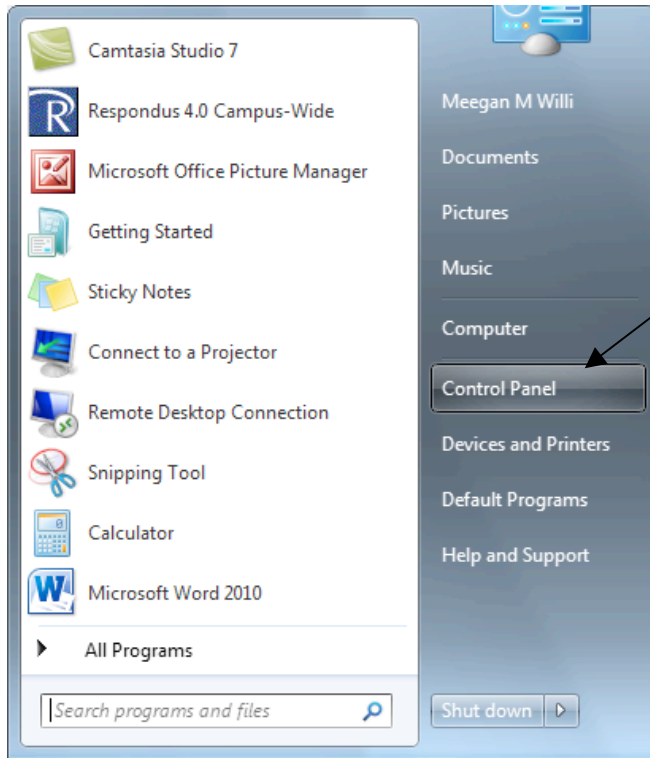 Camtasia Studio 7
Respondus 4.0 Campus-Wide
Microsoft Office Picture Manager
Getting Started
Sticky Notes
Connect to a Projector
Remote Desktop Connection
Snipping Tool
Calculator
Microsoft Word 2010
All Programs
Search programs and files
Meegan M Willi
Documents
Pictures
Music
Computer
Control Panel
Devices and Printers
Default Programs
Help and Support
Shut down